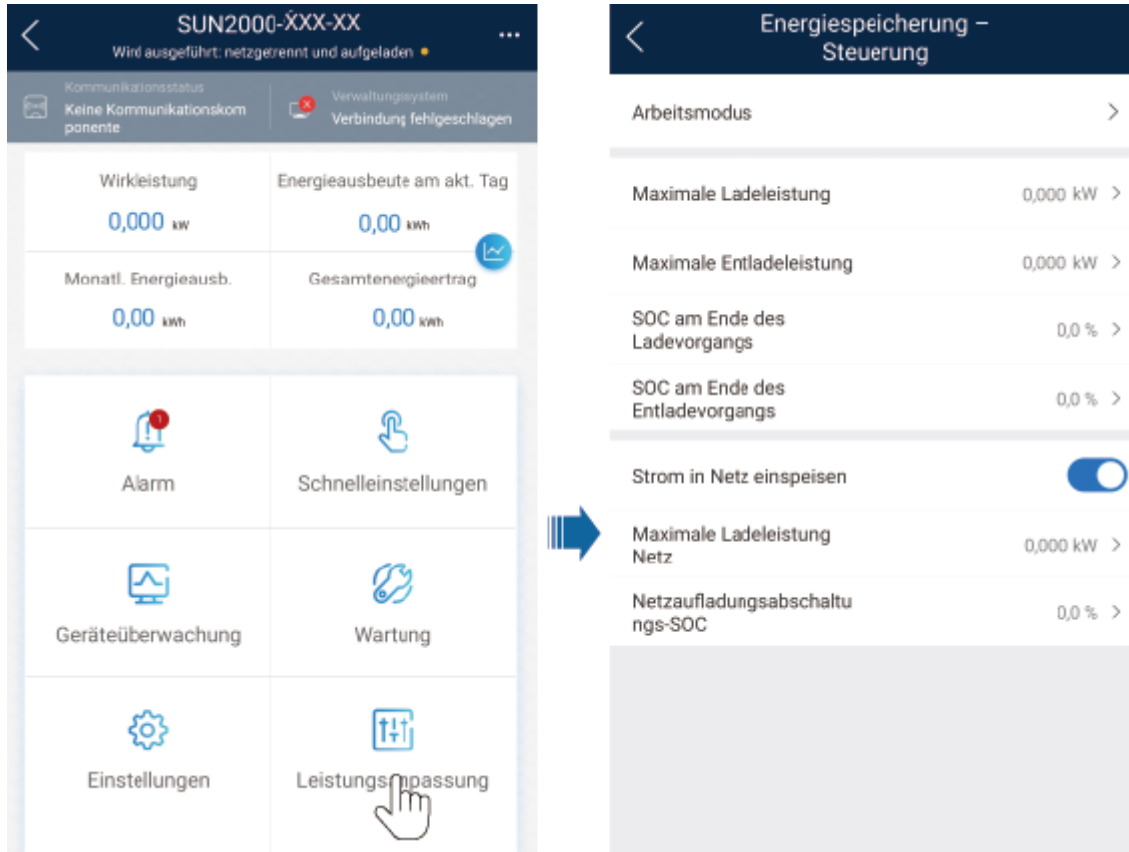 SUN2000-XXX-XX
Wird ausgeführt: netzgetrennt und aufgeladen
Kommunikationsstatus
Keine Kommunikationskom
ponente
Verwaltungssystem
Verbindung fehlgeschlagen
Wirkleistung
0,000 kW
Energieausbeute am akt. Tag
0,00 kWh
Monatl. Energieausb.
0,00 kWh
Gesamtenergieertrag
0,00 kWh
1
Alarm
Schnelleinstellungen
Geräteüberwachung
Wartung
Einstellungen
Leistungsanpassung
Energiespeicherung –
Steuerung
Arbeitsmodus
Maximale Ladeleistung
0,000 kW
Maximale Entladeleistung
0,000 kW
SOC am Ende des
Ladevorgangs
0,0 %
SOC am Ende des
Entladevorgangs
0,0 %
Strom in Netz einspeisen
Maximale Ladeleistung
Netz
0,000 kW
Netzaufladungsabschaltu
ngs-SOC
0,0 %